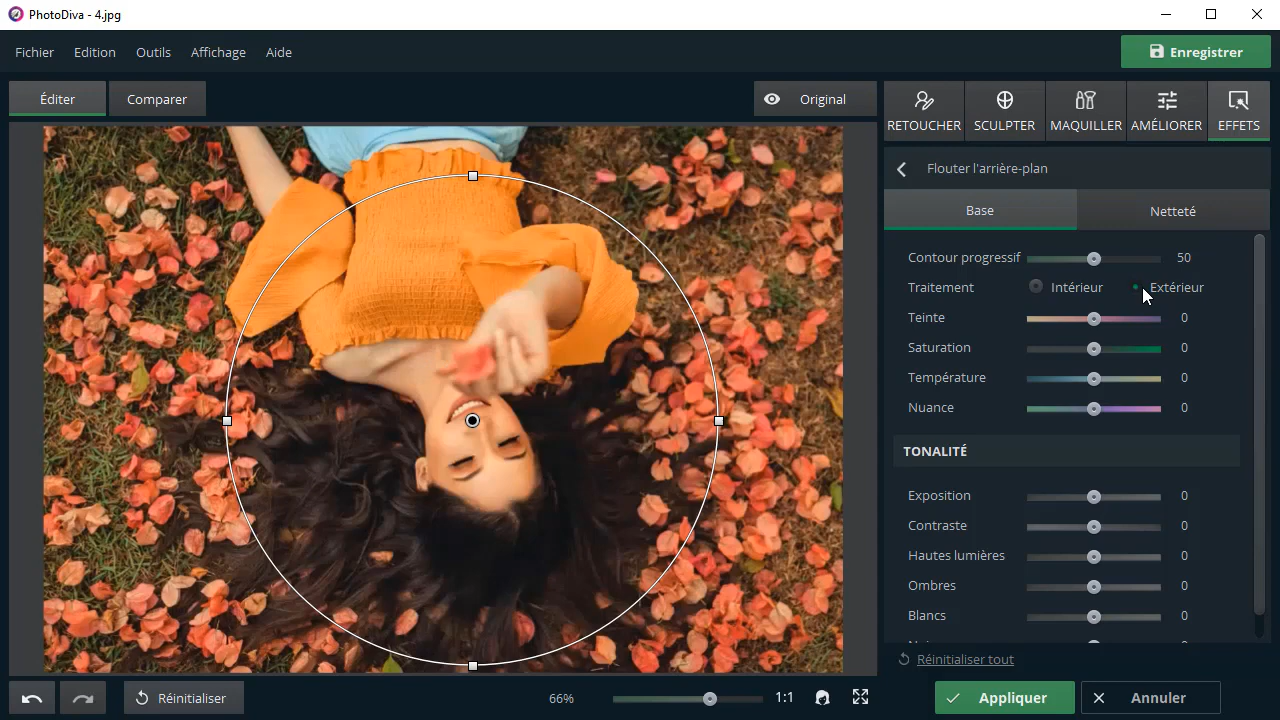 PhotoDiva - 4.jpg
Fichier Edition Outils Affichage Aide
Enregistrer
Éditer Comparer Original
RETOUCHER SCULPTER MAQUILLER AMÉLIORER EFFETS
Flouter l'arrière-plan
Base Netteté
Contour progressif 50
Traitement Intérieur Extérieur
Teinte 0
Saturation 0
Température 0
Nuance 0
TONALITÉ
Exposition 0
Contraste 0
Hautes lumières 0
Ombres 0
Blancs 0
Réinitialiser tout
Réinitialiser 66% 1:1 Appliquer Annuler